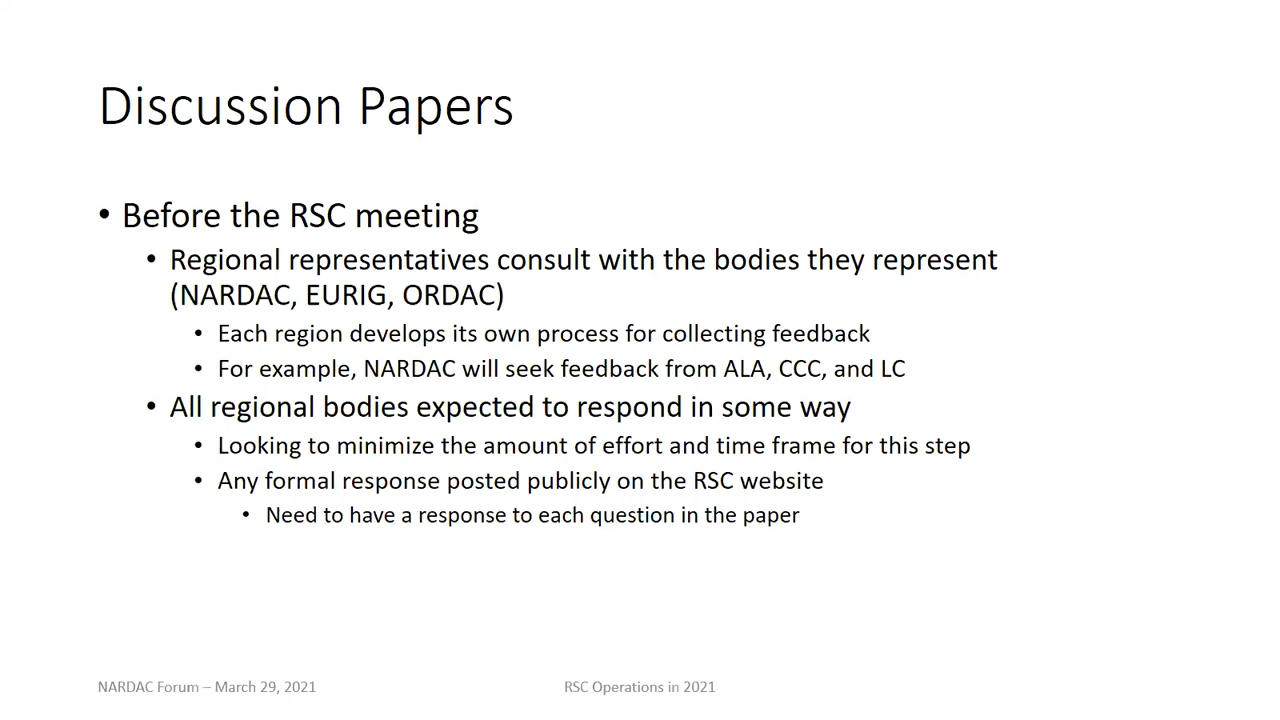 Discussion Papers
• Before the RSC meeting
• Regional representatives consult with the bodies they represent
(NARDAC, EURIG, ORDAC)
• Each region develops its own process for collecting feedback
• For example, NARDAC will seek feedback from ALA, CCC, and LC
• All regional bodies expected to respond in some way
• Looking to minimize the amount of effort and time frame for this step
• Any formal response posted publicly on the RSC website
• Need to have a response to each question in the paper
NARDAC Forum – March 29, 2021
RSC Operations in 2021